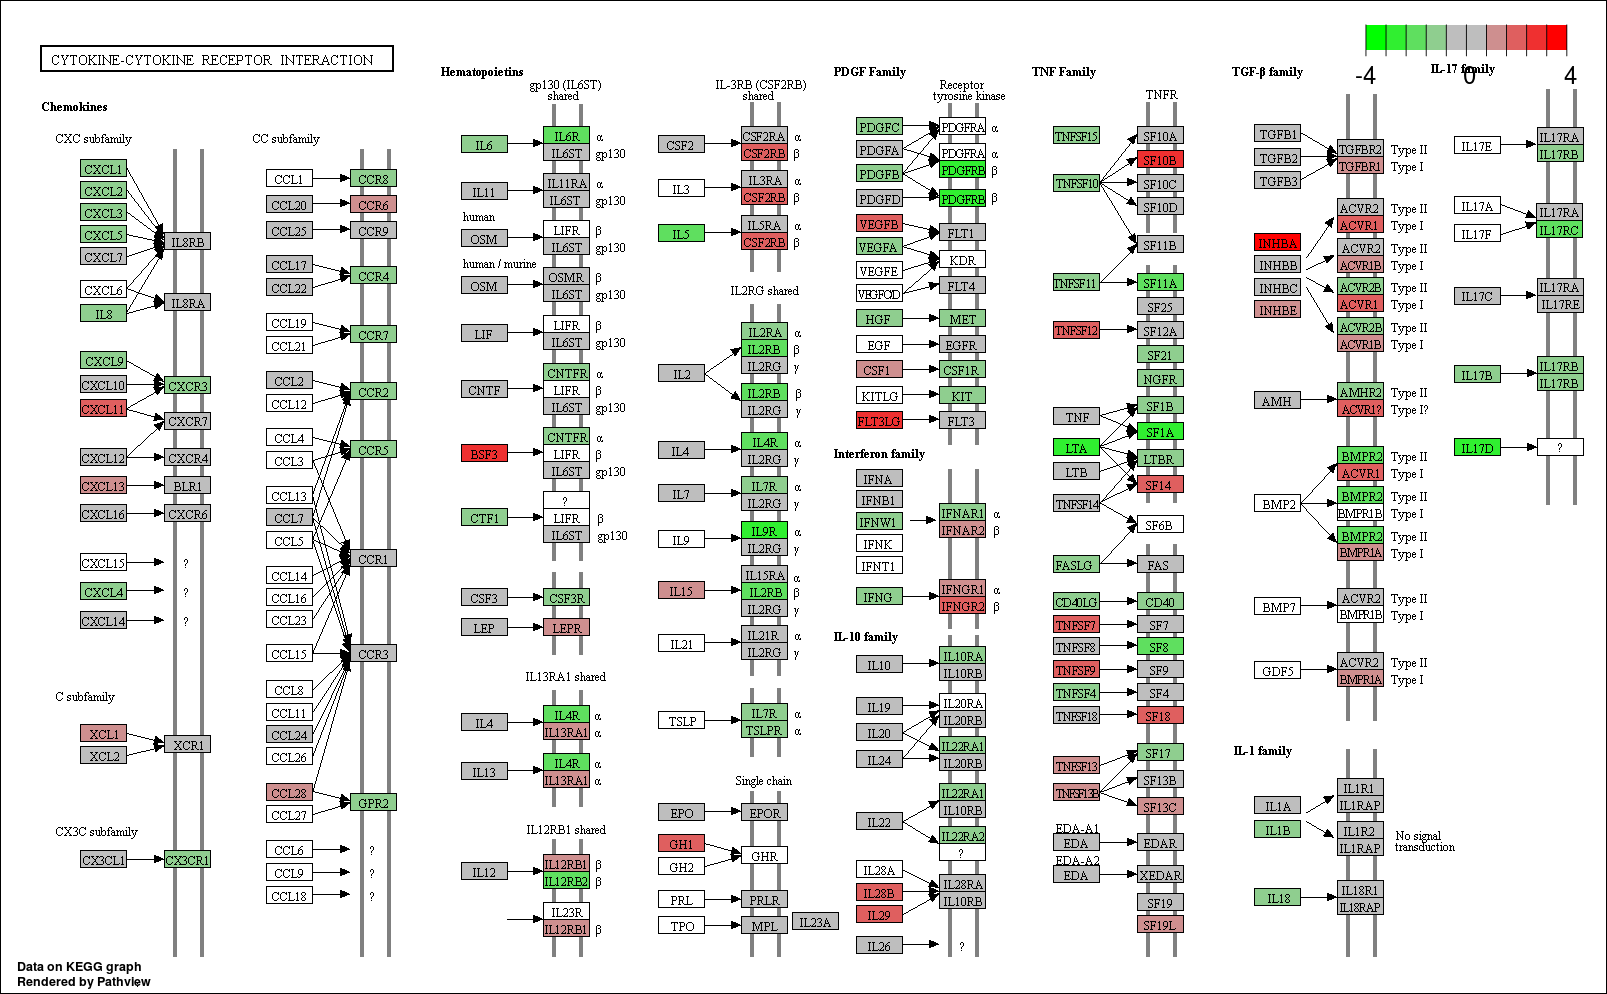 CYTOKINE-CYTOKINE RECEPTOR INTERACTION
-4 0 4
Chemokines
CXC subfamily
CXCL1
CXCL2
CXCL3
CXCL5
CXCL7
CXCL6
IL8
IL8RB
IL8RA
CXCL9
CXCL10
CXCL11
CXCL12
CXCL13
CXCL16
CXCR3
CXCR7
CXCR4
BLR1
CXCR6
CXCL15 ?
CXCL4 ?
CXCL14 ?
C subfamily
XCL1
XCL2
XCR1
CX3C subfamily
CX3CL1 CX3CR1
CC subfamily
CCL1 CCR8
CCL20 CCR6
CCL25 CCR9
CCL17
CCL22
CCR4
CCL19
CCL21
CCR7
CCL2
CCL12
CCR2
CCL4
CCL3
CCR5
CCL13
CCL7
CCL5
CCR1
CCL14
CCL16
CCL23
CCL15 CCR3
CCL8
CCL11
CCL24
CCL26
CCL28
CCL27
GPR2
CCL6 ?
CCL9 ?
CCL18 ?
Hematopoietins
gp130 (IL6ST)
shared
IL6 IL6R α
IL6ST gp130
IL11 IL11RA α
IL6ST gp130
human
OSM LIFR β
IL6ST gp130
human / murine
OSM OSMR β
IL6ST gp130
LIF LIFR β
IL6ST gp130
CNTF CNTFR α
LIFR β
IL6ST gp130
BSF3 CNTFR α
LIFR β
IL6ST gp130
CTF1 ?
LIFR β
IL6ST gp130
CSF3 CSF3R
LEP LEPR
IL13RA1 shared
IL4 IL4R α
IL13RA1 α
IL13 IL4R α
IL13RA1 α
IL12RB1 shared
IL12 IL12RB1 β
IL12RB2 β
IL23R
IL12RB1 β
IL-3RB (CSF2RB)
shared
CSF2 CSF2RA α
CSF2RB β
IL3 IL3RA α
CSF2RB β
IL5 IL5RA α
CSF2RB β
IL2RG shared
IL2 IL2RA α
IL2RB β
IL2RG γ
IL2RB β
IL2RG γ
IL4 IL4R α
IL2RG γ
IL7 IL7R α
IL2RG γ
IL9 IL9R α
IL2RG γ
IL15 IL15RA α
IL2RB β
IL2RG γ
IL21 IL21R α
IL2RG γ
TSLP IL7R α
TSLPR α
Single chain
EPO EPOR
GH1
GH2
GHR
PRL PRLR
TPO MPL
IL23A
PDGF Family
Receptor
tyrosine kinase
PDGFC
PDGFA
PDGFB
PDGFD
PDGFRA α
PDGFRA α
PDGFRB β
PDGFRB β
VEGFB
VEGFA
VEGFE
VEGFC/D
FLT1
KDR
FLT4
HGF MET
EGF EGFR
CSF1 CSF1R
KITLG KIT
FLT3LG FLT3
Interferon family
IFNA
IFNB1
IFNW1
IFNK
IFNT1
IFNAR1 α
IFNAR2 β
IFNG IFNGR1 α
IFNGR2 β
IL-10 family
IL10 IL10RA
IL10RB
IL19
IL20
IL24
IL20RA
IL20RB
IL22RA1
IL20RB
IL22 IL22RA1
IL10RB
IL22RA2
?
IL28A
IL28B
IL29
IL28RA
IL10RB
IL26 ?
TNF Family
TNFR
TNFSF15
TNFSF10
SF10A
SF10B
SF10C
SF10D
SF11B
TNFSF11 SF11A
SF25
TNFSF12 SF12A
SF21
NGFR
TNF
LTA
LTB
TNFSF14
SF1B
SF1A
LTBR
SF14
SF6B
FASLG FAS
CD40LG CD40
TNFSF7 SF7
TNFSF8 SF8
TNFSF9 SF9
TNFSF4 SF4
TNFSF18 SF18
TNFSF13
TNFSF13B
SF17
SF13B
SF13C
EDA-A1
EDA EDAR
EDA-A2
EDA XEDAR
SF19
SF19L
TGF-β family
TGFB1
TGFB2
TGFB3
TGFBR2 Type II
TGFBR1 Type I
INHBA
INHBB
INHBC
INHBE
ACVR2 Type II
ACVR1 Type I
ACVR2 Type II
ACVR1B Type I
ACVR2B Type II
ACVR1 Type I
ACVR2B Type II
ACVR1B Type I
AMH AMHR2 Type II
ACVR1? Type I?
BMP2 BMPR2 Type II
ACVR1 Type I
BMPR2 Type II
BMPR1B Type I
BMPR2 Type II
BMPR1A Type I
BMP7 ACVR2 Type II
BMPR1B Type I
GDF5 ACVR2 Type II
BMPR1A Type I
IL-1 family
IL1A
IL1B
IL1R1
IL1RAP
IL1R2
IL1RAP
No signal
transduction
IL18 IL18R1
IL18RAP
IL-17 family
IL17E IL17RA
IL17RB
IL17A
IL17F
IL17RA
IL17RC
IL17C IL17RA
IL17RE
IL17B IL17RB
IL17RB
IL17D ?
Data on KEGG graph
Rendered by Pathview